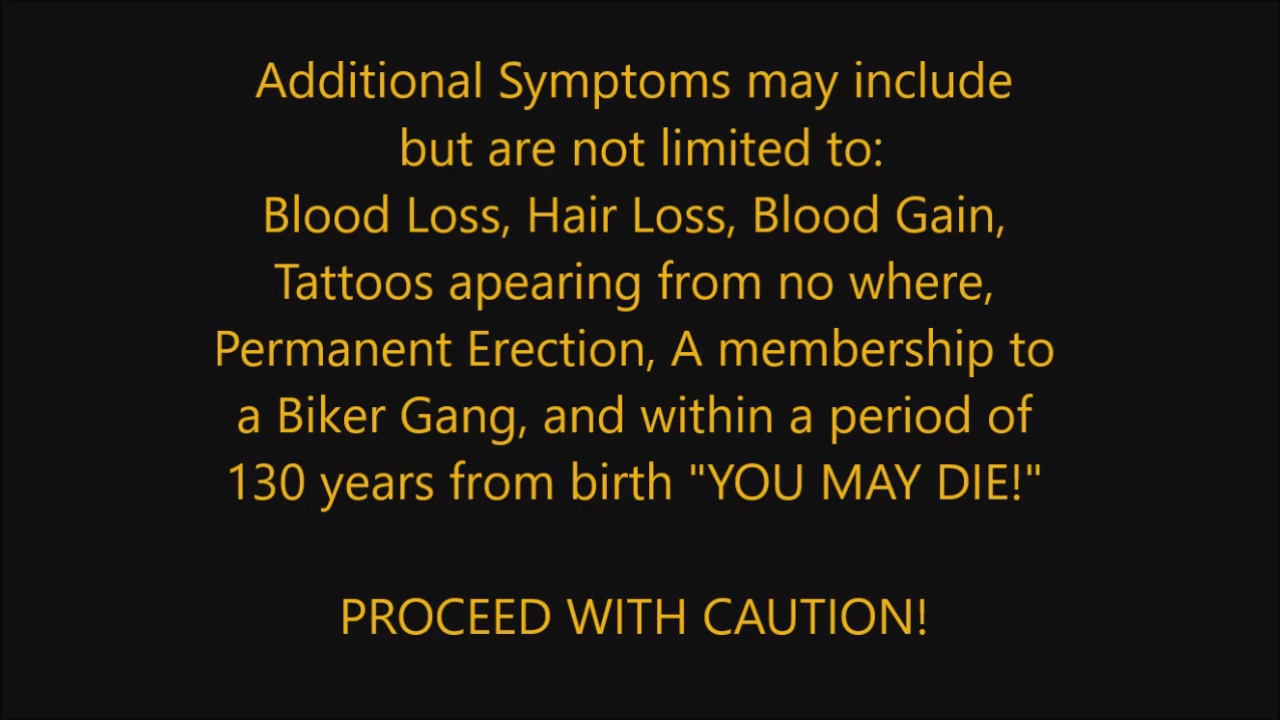 Additional Symptoms may include
but are not limited to:
Blood Loss, Hair Loss, Blood Gain,
Tattoos apearing from no where,
Permanent Erection, A membership to
a Biker Gang, and within a period of
130 years from birth "YOU MAY DIE!"
PROCEED WITH CAUTION!